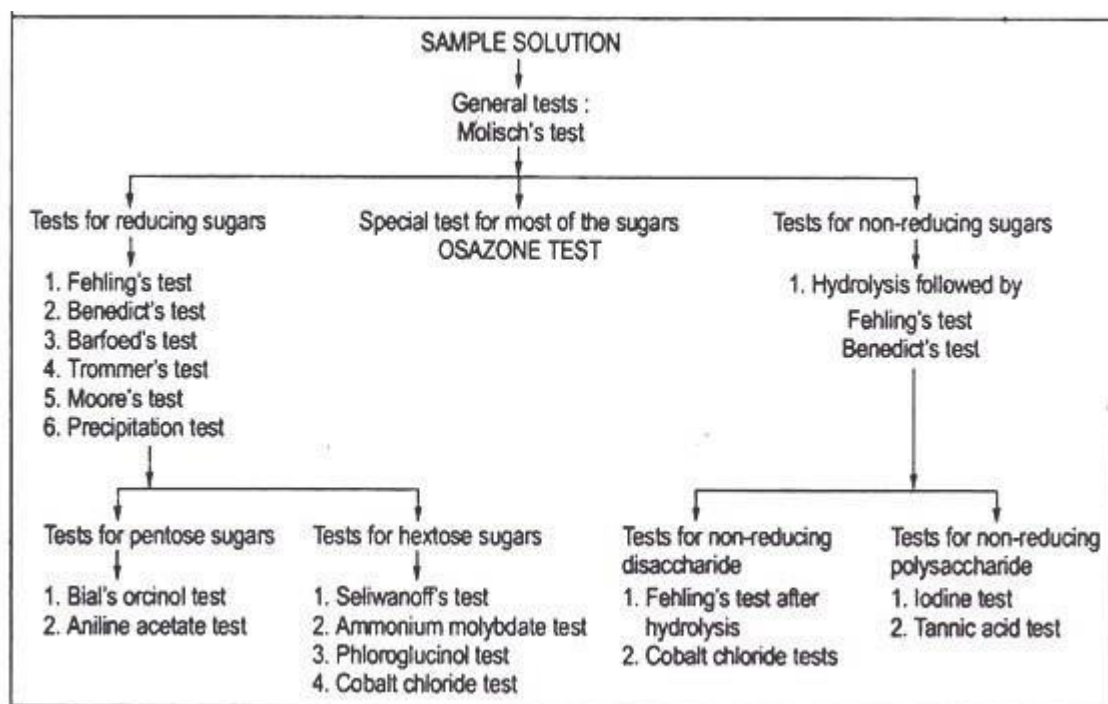 SAMPLE SOLUTION
General tests :
Molisch's test
Tests for reducing sugars
Special test for most of the sugars
OSAZONE TEST
Tests for non-reducing sugars
1. Fehling's test
2. Benedict's test
3. Barfoed's test
4. Trommer's test
5. Moore's test
6. Precipitation test
1. Hydrolysis followed by
Fehling's test
Benedict's test
Tests for pentose sugars
1. Bial's orcinol test
2. Aniline acetate test
Tests for hextose sugars
1. Seliwanoff's test
2. Ammonium molybdate test
3. Phloroglucinol test
4. Cobalt chloride test
Tests for non-reducing
disaccharide
1. Fehling's test after
hydrolysis
2. Cobalt chloride tests
Tests for non-reducing
polysaccharide
1. Iodine test
2. Tannic acid test